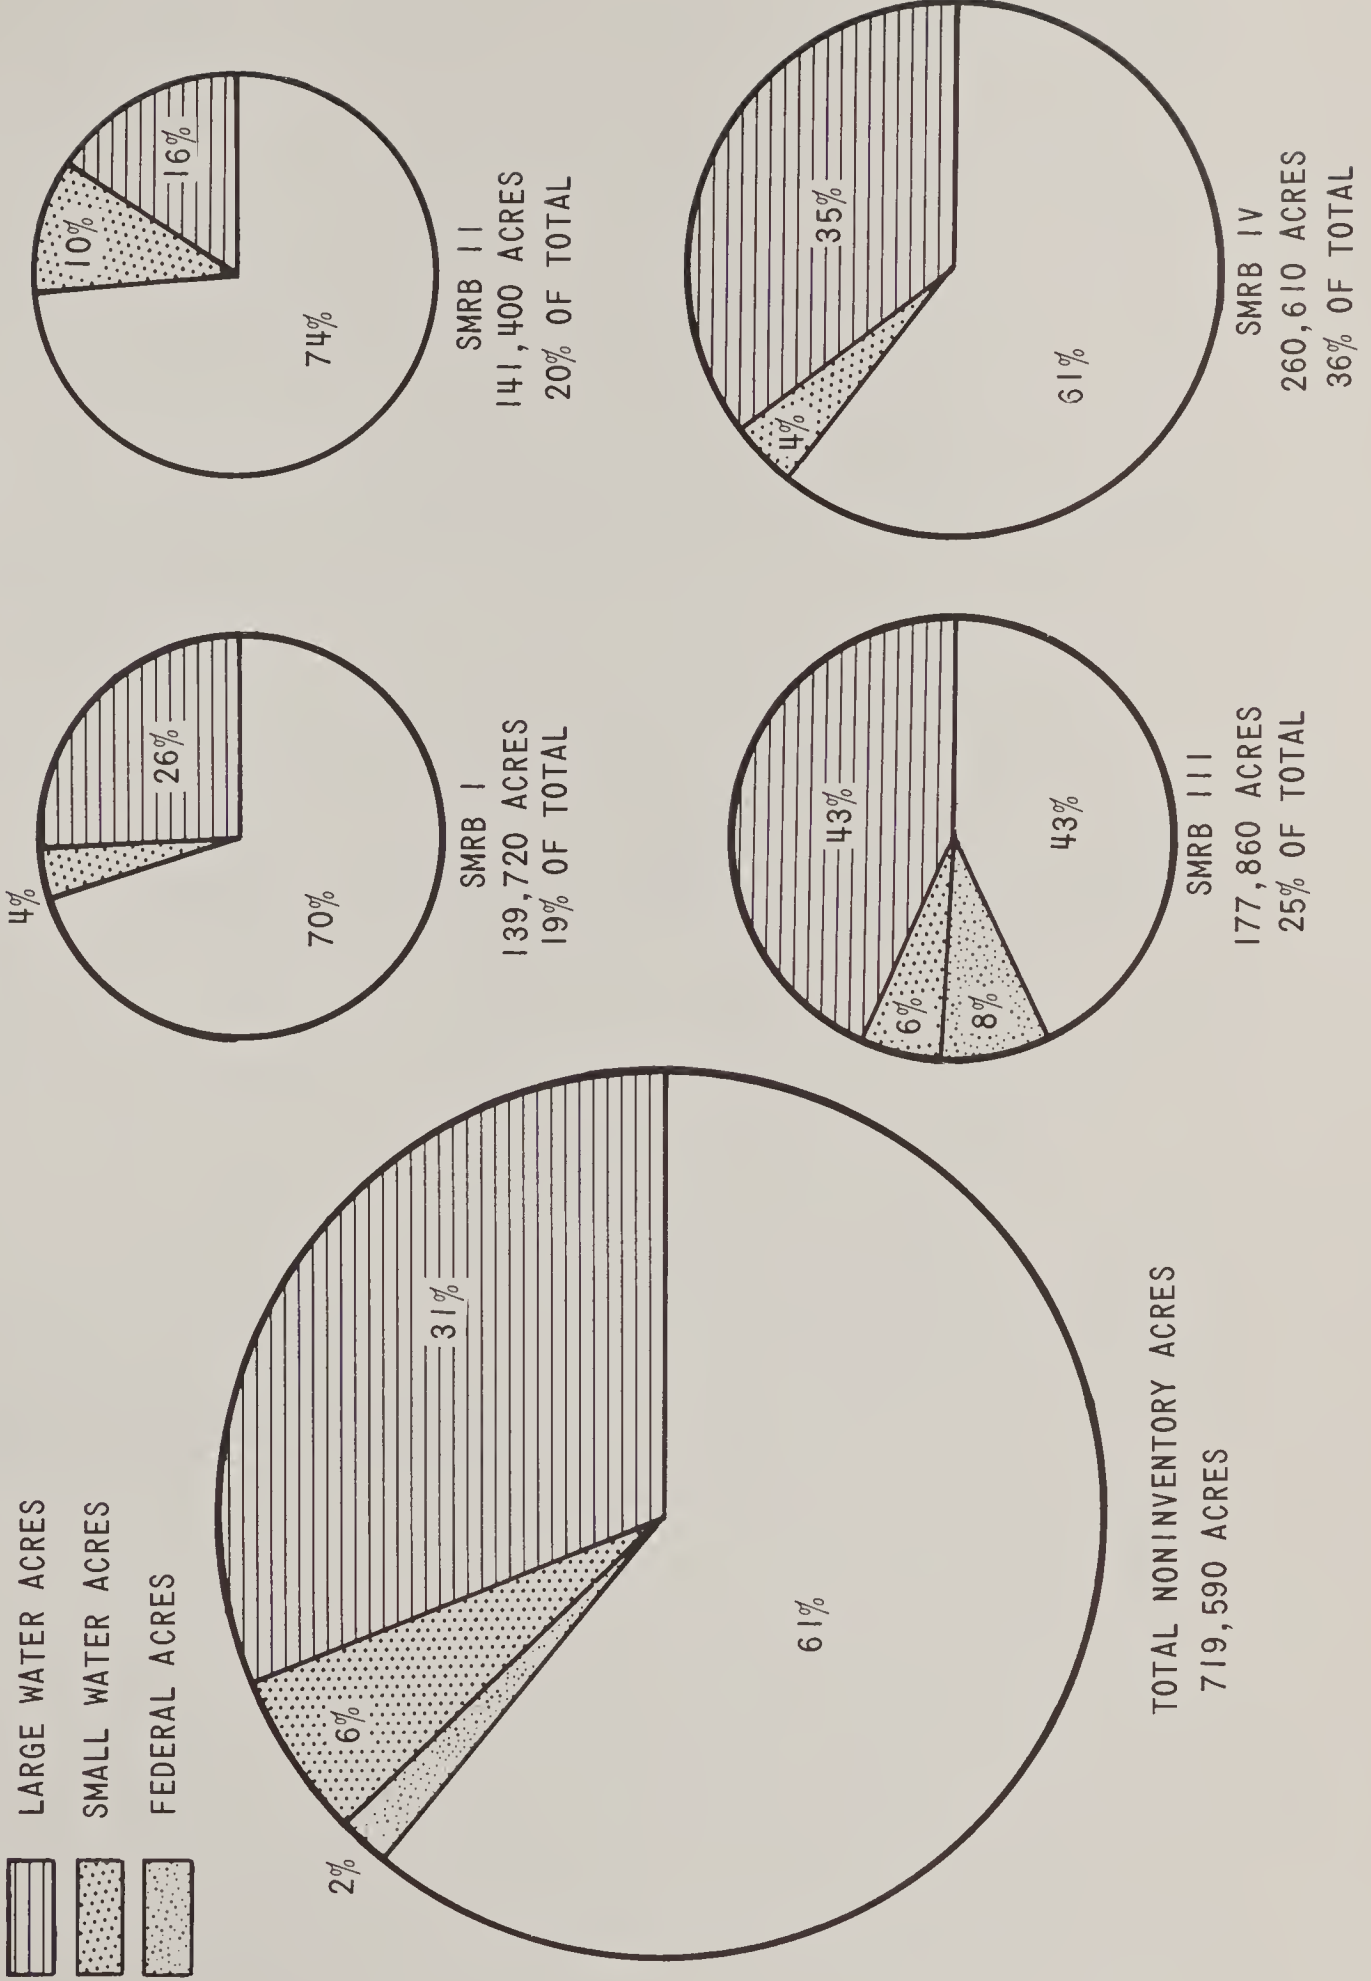 LARGE WATER ACRES
SMALL WATER ACRES
FEDERAL ACRES
31%
6%
2%
61%
TOTAL NONINVENTORY ACRES
719,590 ACRES
4%
26%
70%
SMRB I
139,720 ACRES
19% OF TOTAL
10%
16%
74%
SMRB II
141,400 ACRES
20% OF TOTAL
43%
6%
8%
43%
SMRB III
177,860 ACRES
25% OF TOTAL
35%
4%
61%
SMRB IV
260,610 ACRES
36% OF TOTAL